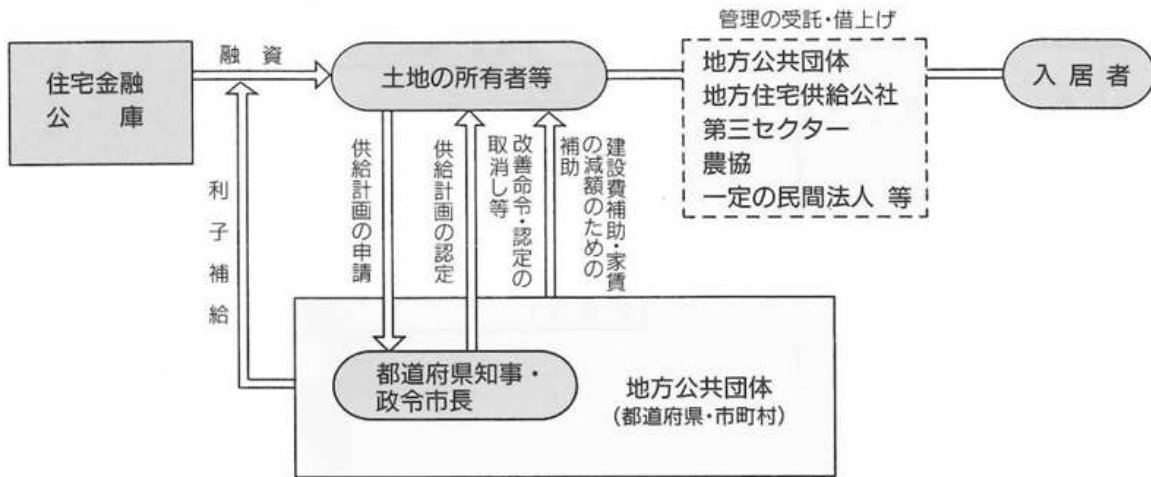 管理の受託・借上げ
住宅金融
公庫
融資
土地の所有者等
地方公共団体
地方住宅供給公社
第三セクター
農協
一定の民間法人 等
入居者
利子補給
供給計画の申請
供給計画の認定
改善命令・認定の
取消し等
建設費補助・家賃
の減額のための
補助
都道府県知事・
政令市長
地方公共団体
(都道府県・市町村)